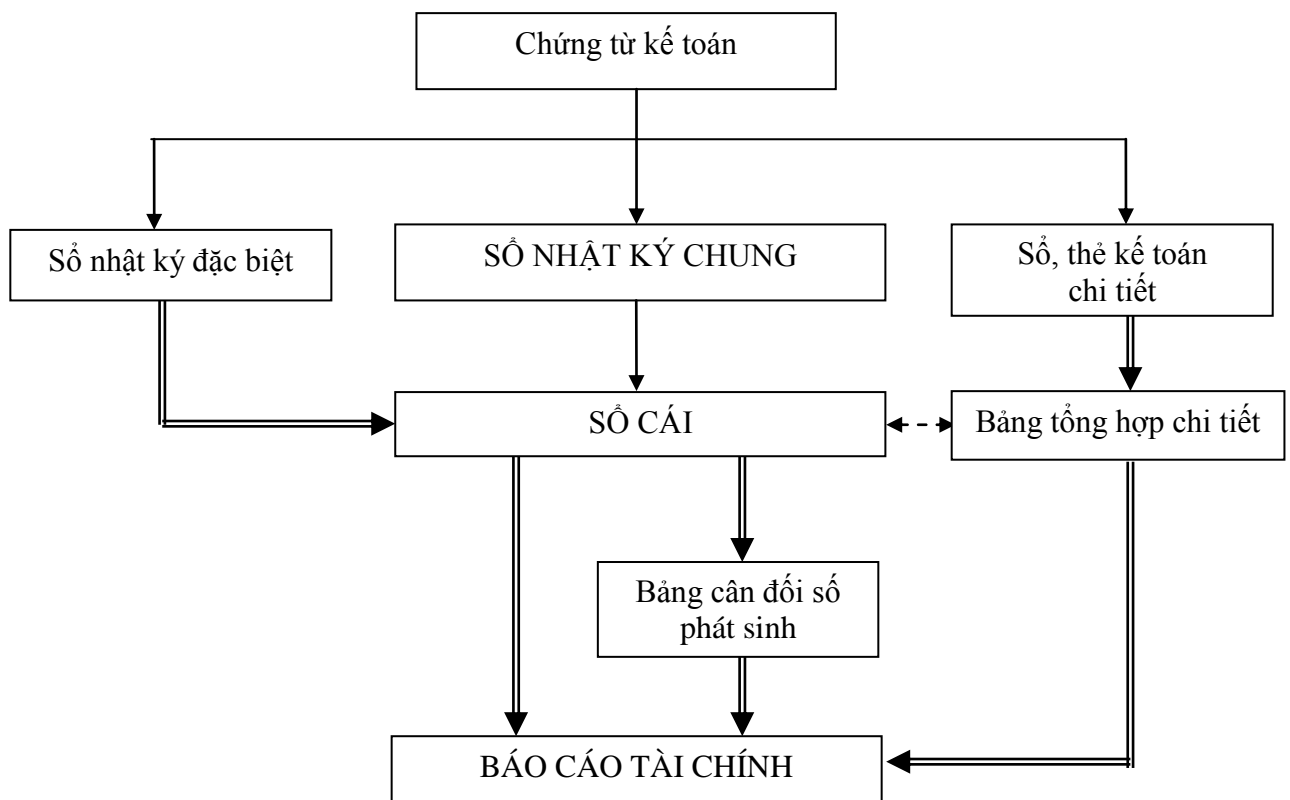 Chứng từ kế toán
Sổ nhật ký đặc biệt
SỔ NHẬT KÝ CHUNG
Sổ, thẻ kế toán
chi tiết
SỔ CÁI
Bảng tổng hợp chi tiết
Bảng cân đối số
phát sinh
BÁO CÁO TÀI CHÍNH